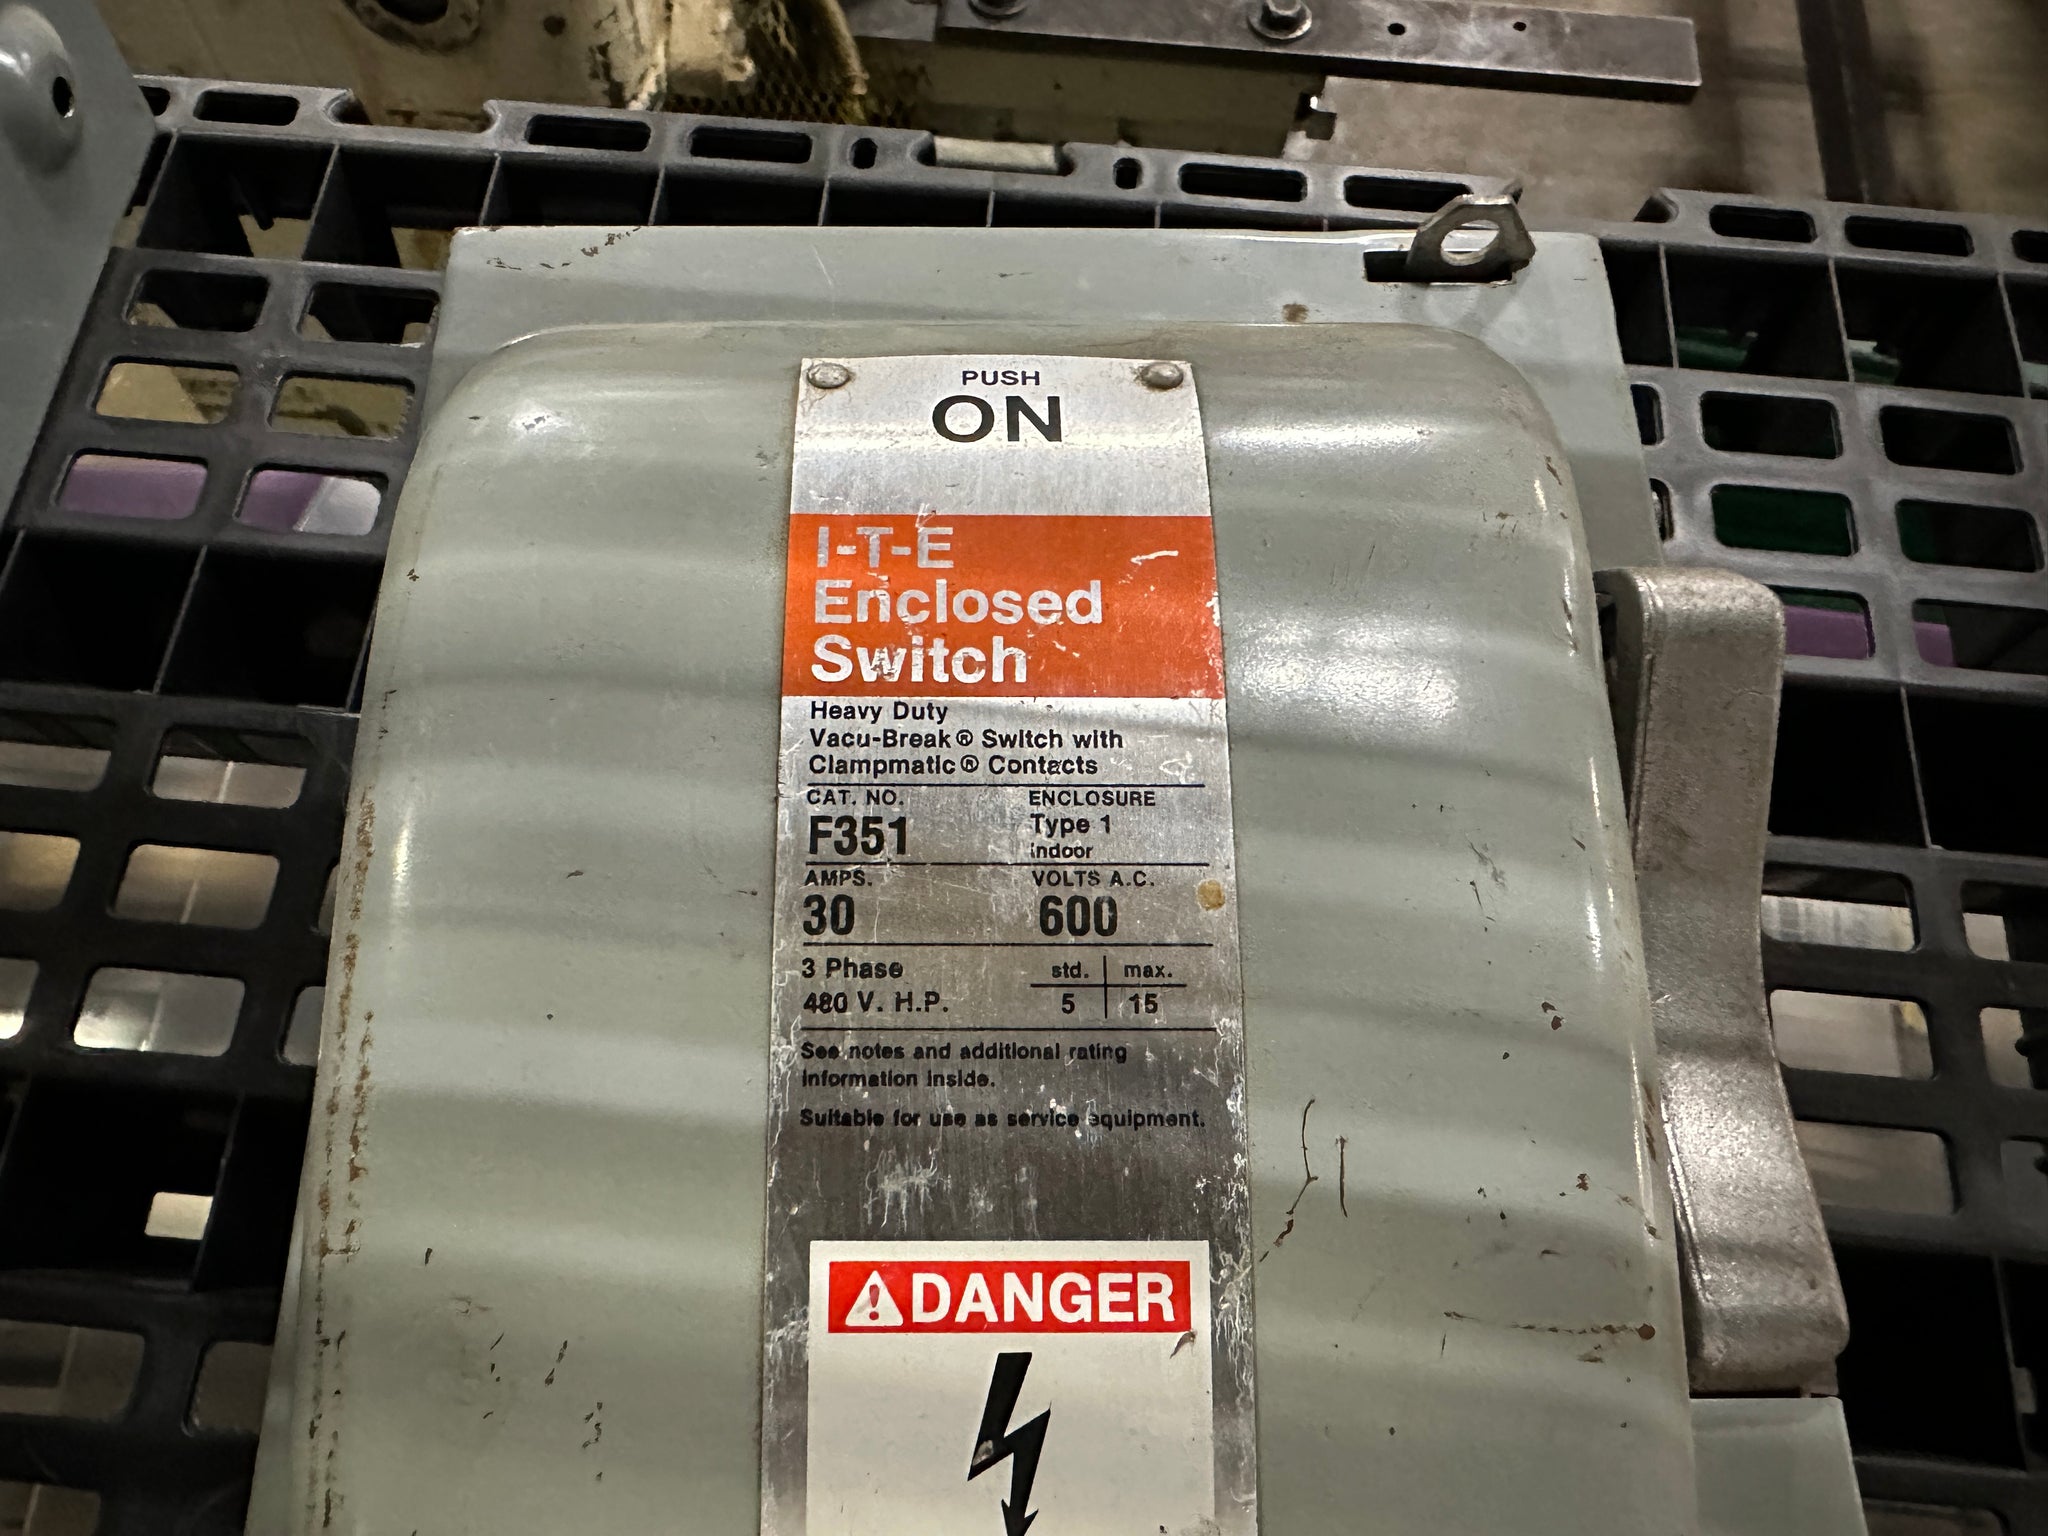 PUSH
ON
I-T-E
Enclosed
Switch
Heavy Duty
Vacu-Break® Switch with
Clampmatic® Contacts
CAT. NO. ENCLOSURE
F351 Type 1
Indoor
AMPS. VOLTS A.C.
30 600
3 Phase std. max.
480 V. H.P. 5 15
See notes and additional rating
information inside.
Suitable for use as service equipment.
DANGER